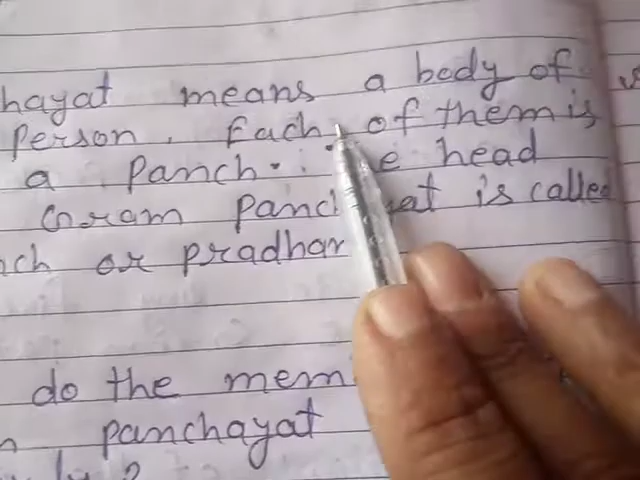 hayat means a body of
person. Each of them is
a Panch. e head
Gram Pan at is called
ch or pradhan
do the mem
n panchayat
?